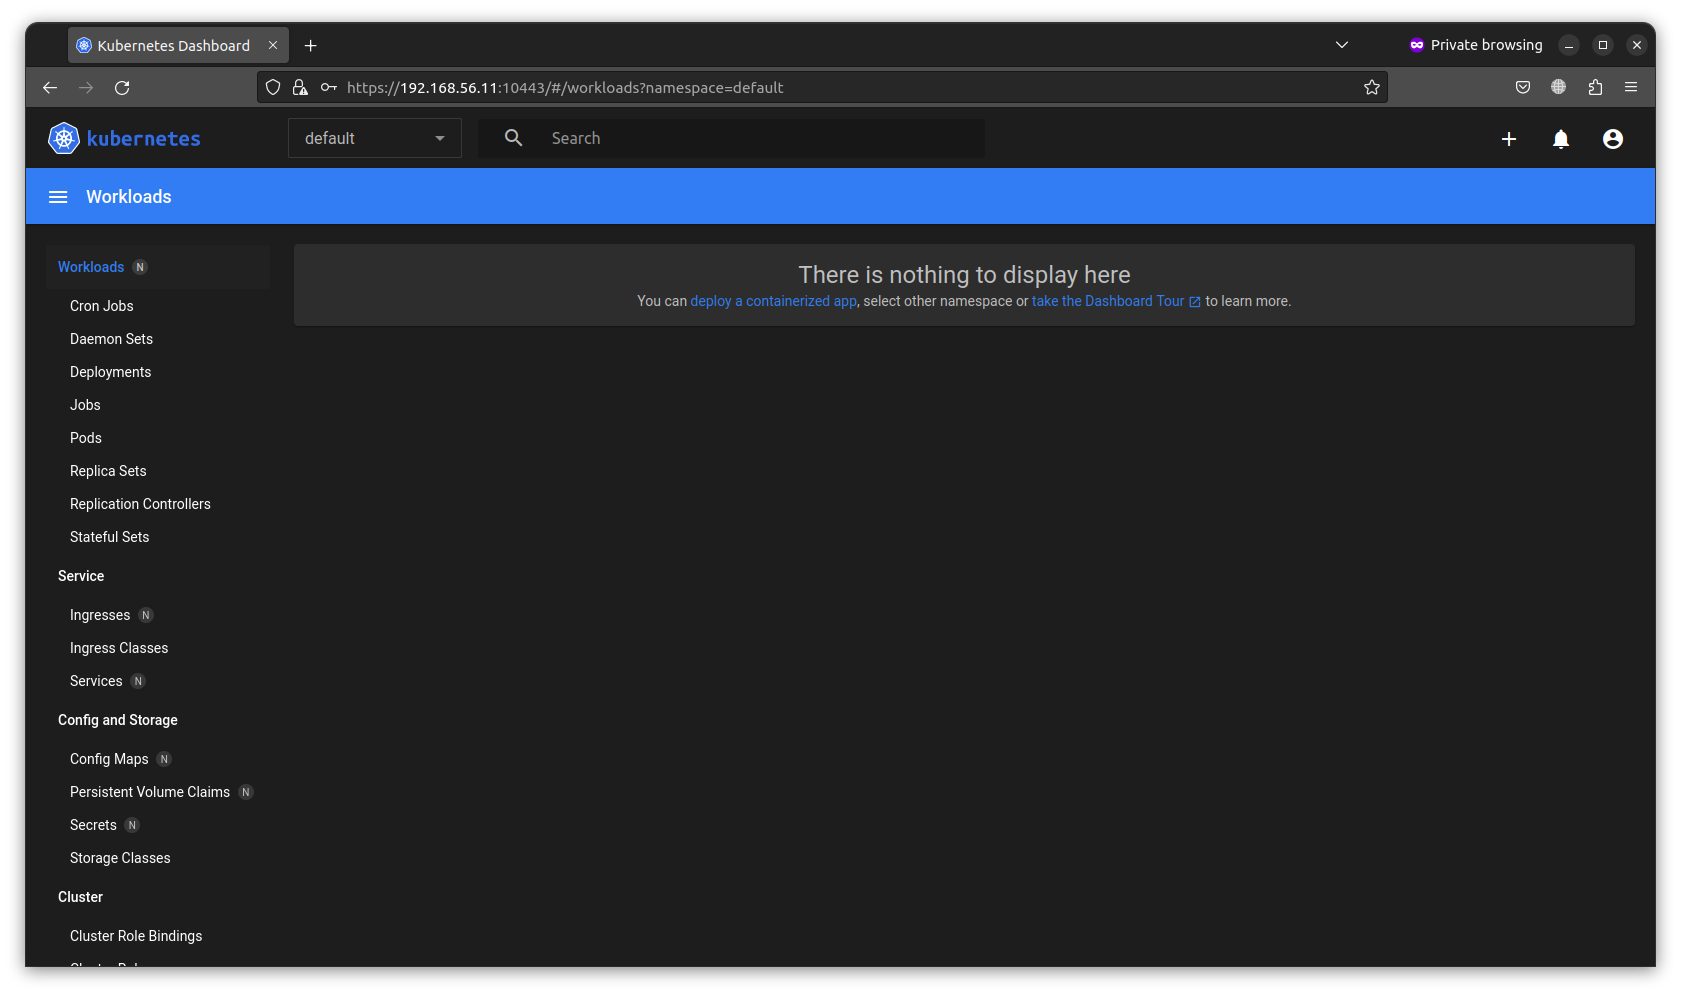 Kubernetes Dashboard
Private browsing
https://192.168.56.11:10443/#/workloads?namespace=default
kubernetes
default
Search
Workloads
Workloads N
There is nothing to display here
You can deploy a containerized app, select other namespace or take the Dashboard Tour to learn more.
Cron Jobs
Daemon Sets
Deployments
Jobs
Pods
Replica Sets
Replication Controllers
Stateful Sets
Service
Ingresses N
Ingress Classes
Services N
Config and Storage
Config Maps N
Persistent Volume Claims N
Secrets N
Storage Classes
Cluster
Cluster Role Bindings